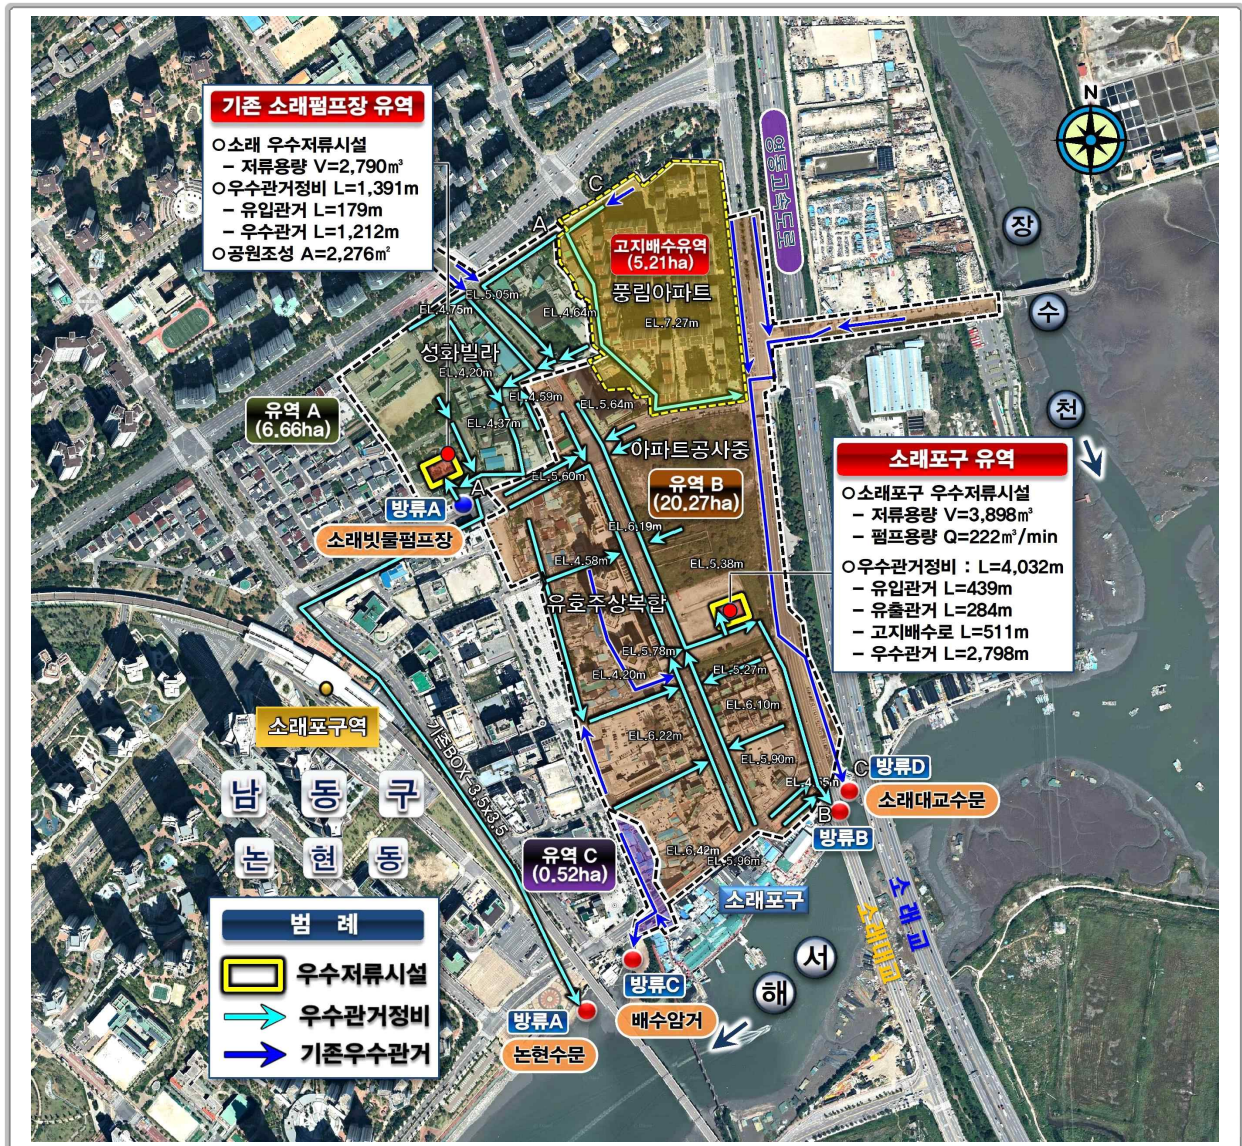 기존 소래펌프장 유역
○소래 우수저류시설
– 저류용량 V=2,790㎥
○우수관거정비 L=1,391m
– 유입관거 L=179m
– 우수관거 L=1,212m
○공원조성 A=2,276㎡
N
영동고속도로
장
수
천
C
A
고지배수유역
(5.21ha)
풍림아파트
EL.7.27m
EL.5.05m
EL.4.75m
EL.4.64m
성화빌라
EL.4.20m
EL.4.59m
EL.5.64m
EL.4.37m
유역 A
(6.66ha)
아파트공사중
EL.5.60m
유역 B
(20.27ha)
A
방류A
소래빗물펌프장
EL.6.19m
EL.4.58m
EL.5.38m
유호주상복합
소래포구 유역
○소래포구 우수저류시설
– 저류용량 V=3,898㎥
– 펌프용량 Q=222㎥/min
○우수관거정비 : L=4,032m
– 유입관거 L=439m
– 유출관거 L=284m
– 고지배수로 L=511m
– 우수관거 L=2,798m
EL.5.78m
EL.4.20m
EL.5.27m
EL.6.10m
EL.6.22m
EL.5.90m
소래포구역
기존BOX-3.5x3.5
남 동 구
논 현 동
C
방류D
소래대교수문
B
방류B
유역 C
(0.52ha)
EL.6.42m
EL.5.96m
소래포구
소래교
소래대교
서
해
방류C
배수암거
방류A
논현수문
범 례
우수저류시설
우수관거정비
기존우수관거